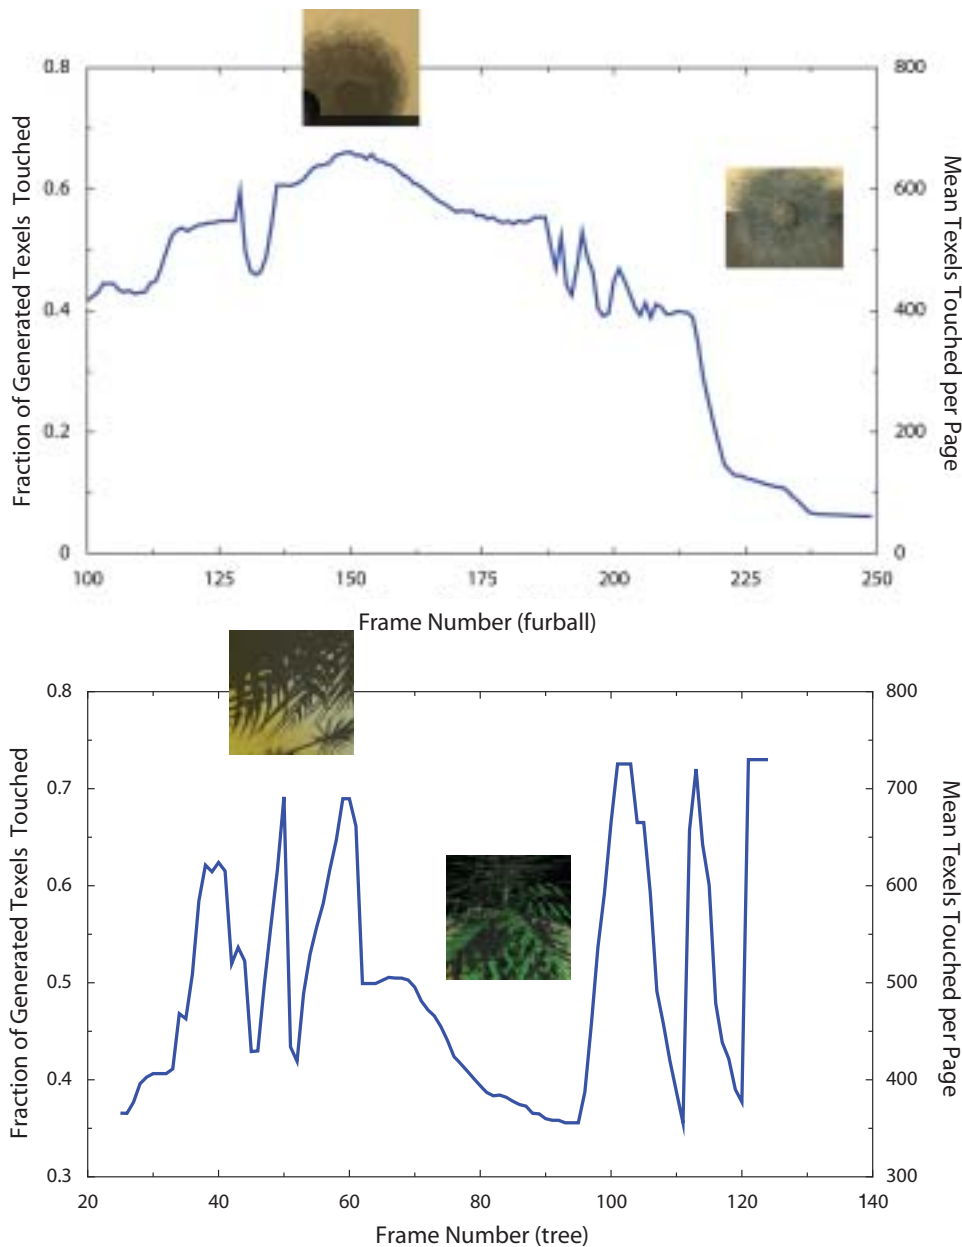 0.8
0.6
0.4
0.2
0
800
600
400
200
0
100 125 150 175 200 225 250
Fraction of Generated Texels Touched
Mean Texels Touched per Page
Frame Number (furball)
0.8
0.7
0.6
0.5
0.4
0.3
800
700
600
500
400
300
20 40 60 80 100 120 140
Fraction of Generated Texels Touched
Mean Texels Touched per Page
Frame Number (tree)